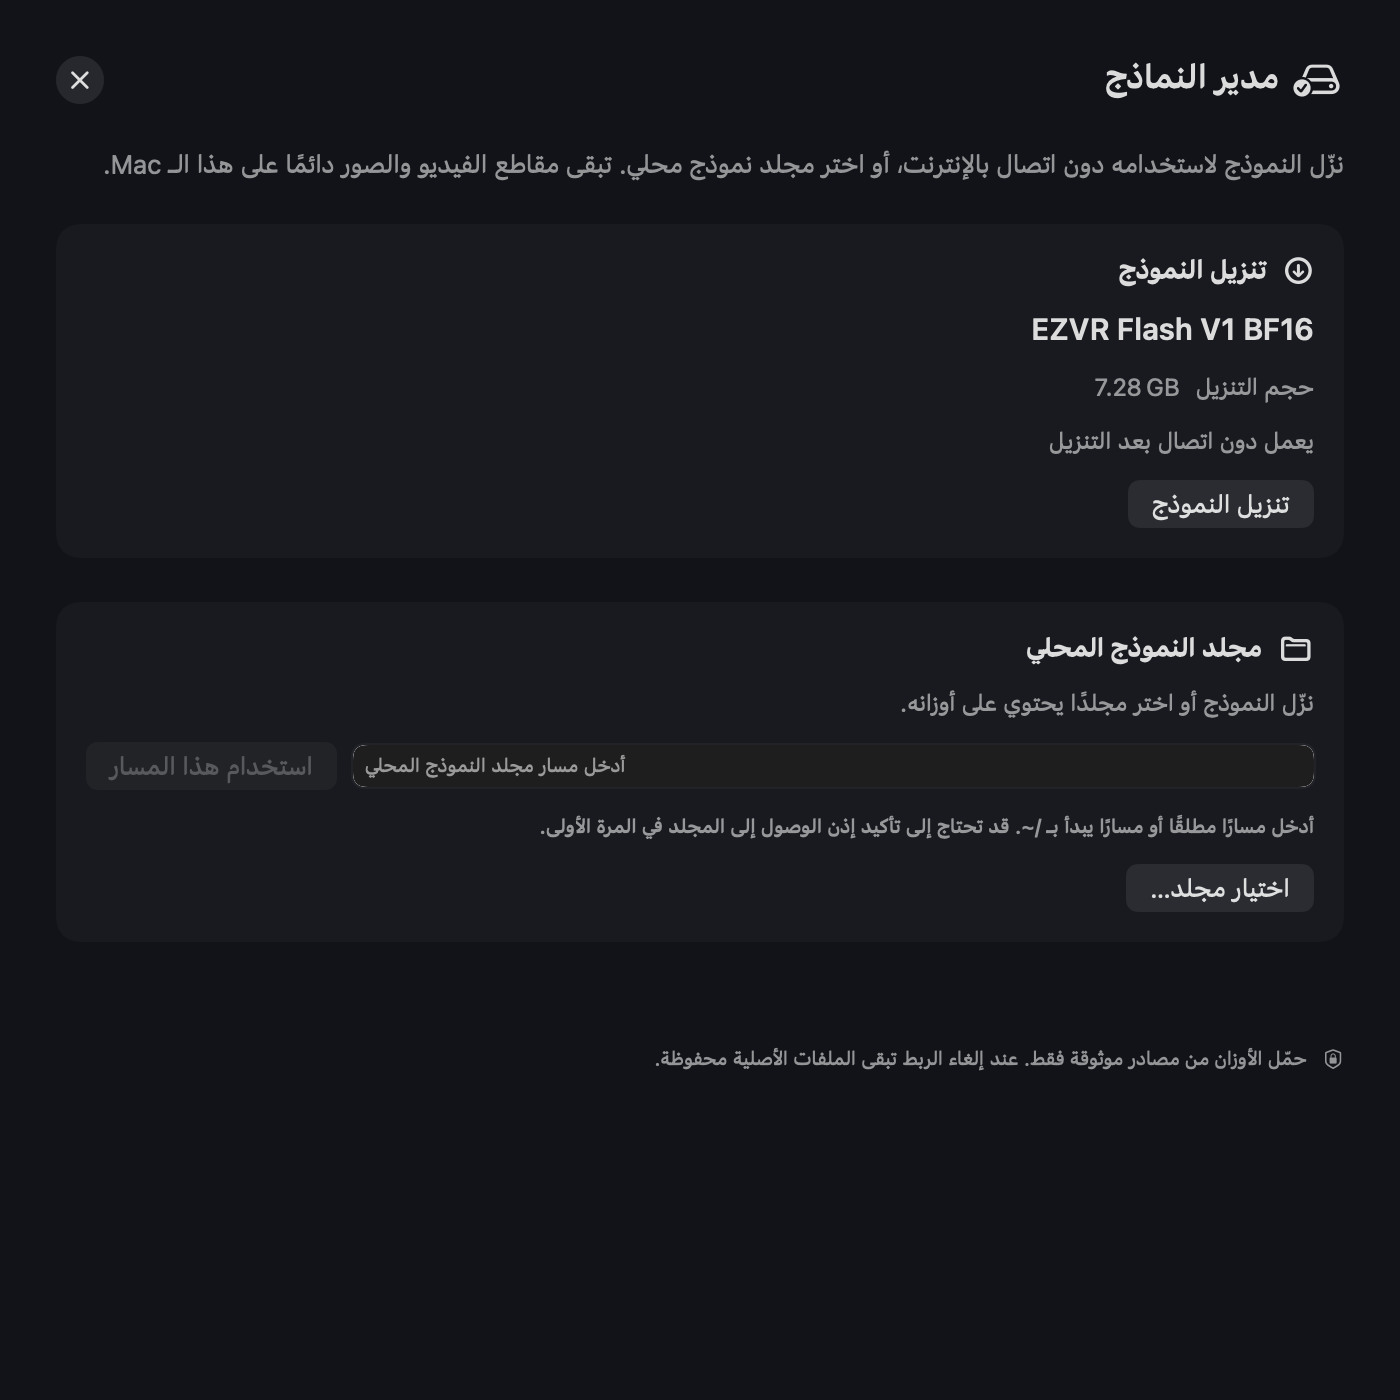 مدير النماذج
نزّل النموذج لاستخدامه دون اتصال بالإنترنت، أو اختر مجلد نموذج محلي. تبقى مقاطع الفيديو والصور دائمًا على هذا الـ Mac.
تنزيل النموذج
EZVR Flash V1 BF16
حجم التنزيل 7.28 GB
يعمل دون اتصال بعد التنزيل
تنزيل النموذج
مجلد النموذج المحلي
نزّل النموذج أو اختر مجلدًا يحتوي على أوزانه.
أدخل مسار مجلد النموذج المحلي
استخدام هذا المسار
أدخل مسارًا مطلقًا أو مسارًا يبدأ بـ /~. قد تحتاج إلى تأكيد إذن الوصول إلى المجلد في المرة الأولى.
اختيار مجلد...
حمّل الأوزان من مصادر موثوقة فقط. عند إلغاء الربط تبقى الملفات الأصلية محفوظة.